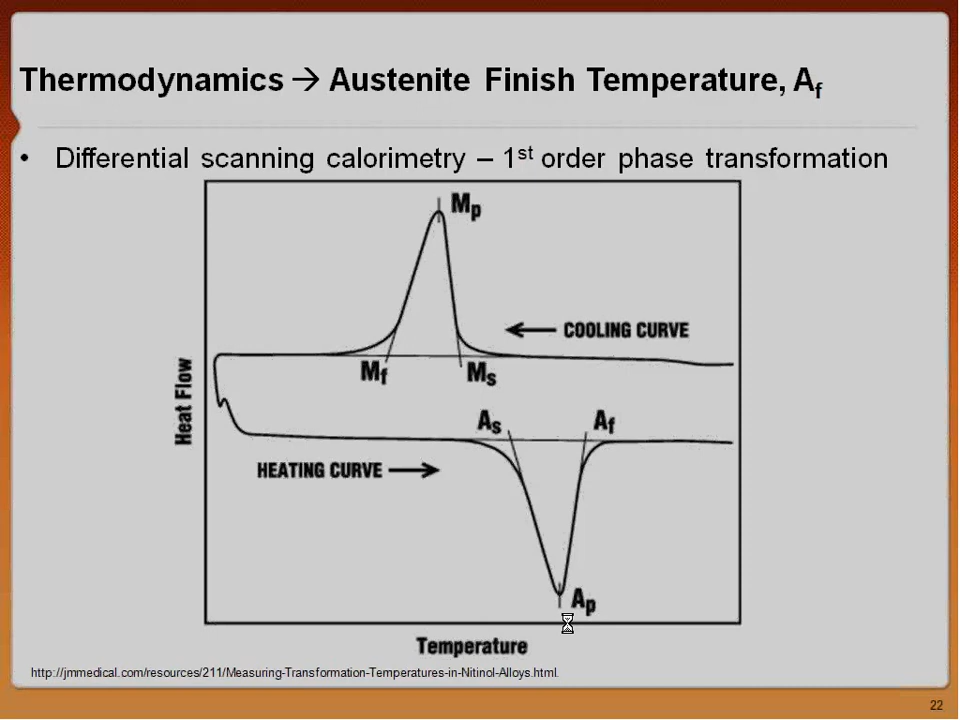 Thermodynamics → Austenite Finish Temperature, Af
• Differential scanning calorimetry – 1st order phase transformation
Mp
COOLING CURVE
Mf
Ms
Heat Flow
As
Af
HEATING CURVE
Ap
Temperature
http://jmmedical.com/resources/211/Measuring-Transformation-Temperatures-in-Nitinol-Alloys.html.
22